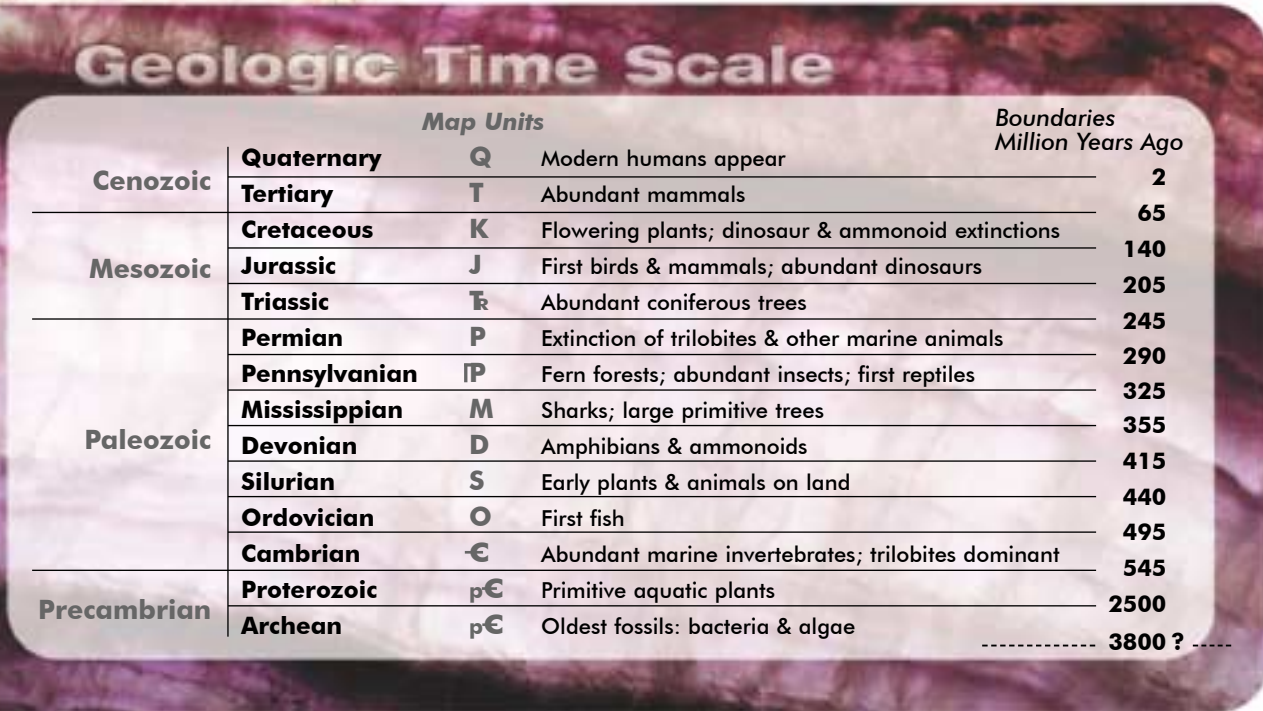 Geologic Time Scale
Map Units
Boundaries
Million Years Ago
Cenozoic
Quaternary Q Modern humans appear
2
Tertiary T Abundant mammals
65
Mesozoic
Cretaceous K Flowering plants; dinosaur & ammonoid extinctions
140
Jurassic J First birds & mammals; abundant dinosaurs
205
Triassic TR Abundant coniferous trees
245
Paleozoic
Permian P Extinction of trilobites & other marine animals
290
Pennsylvanian IP Fern forests; abundant insects; first reptiles
325
Mississippian M Sharks; large primitive trees
355
Devonian D Amphibians & ammonoids
415
Silurian S Early plants & animals on land
440
Ordovician O First fish
495
Cambrian -€ Abundant marine invertebrates; trilobites dominant
545
Precambrian
Proterozoic p€ Primitive aquatic plants
2500
Archean p€ Oldest fossils: bacteria & algae
3800 ?